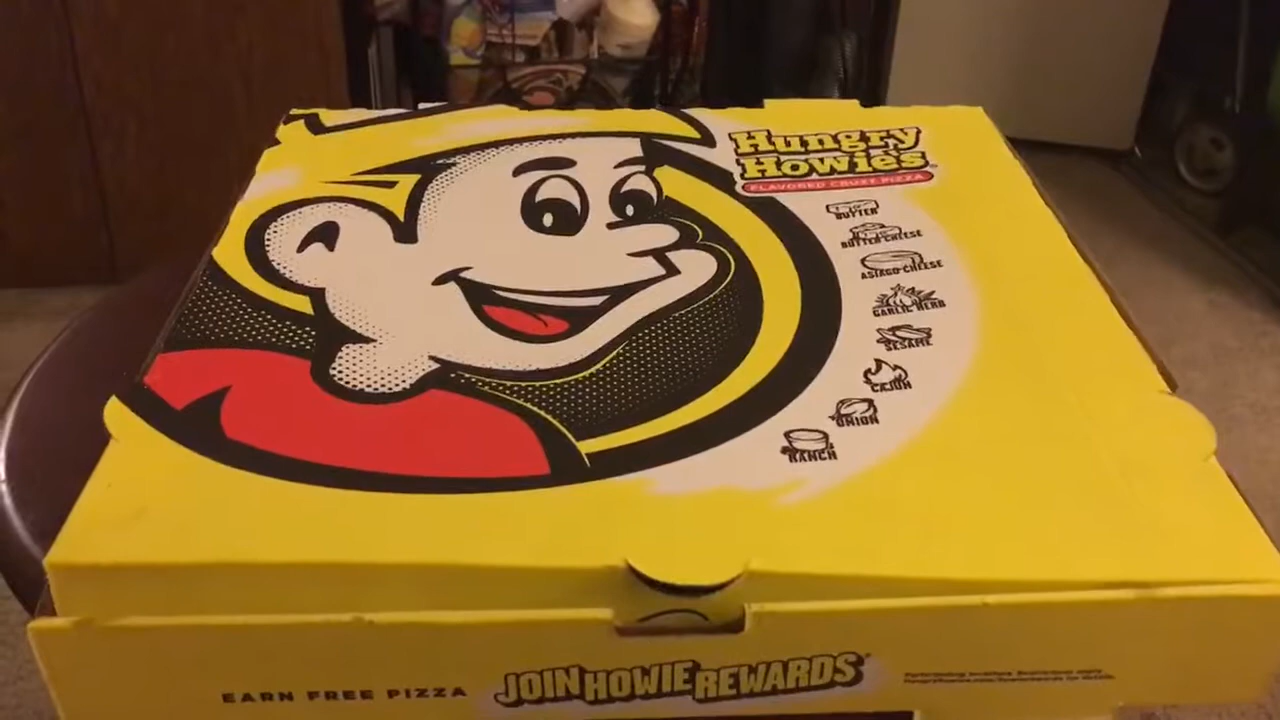 Hungry
Howie's
FLAVORED CRUST PIZZA
BUTTER
BUTTER CHEESE
ASIAGO CHEESE
GARLIC HERB
SESAME
CAJUN
ONION
RANCH
EARN FREE PIZZA JOIN HOWIE REWARDS